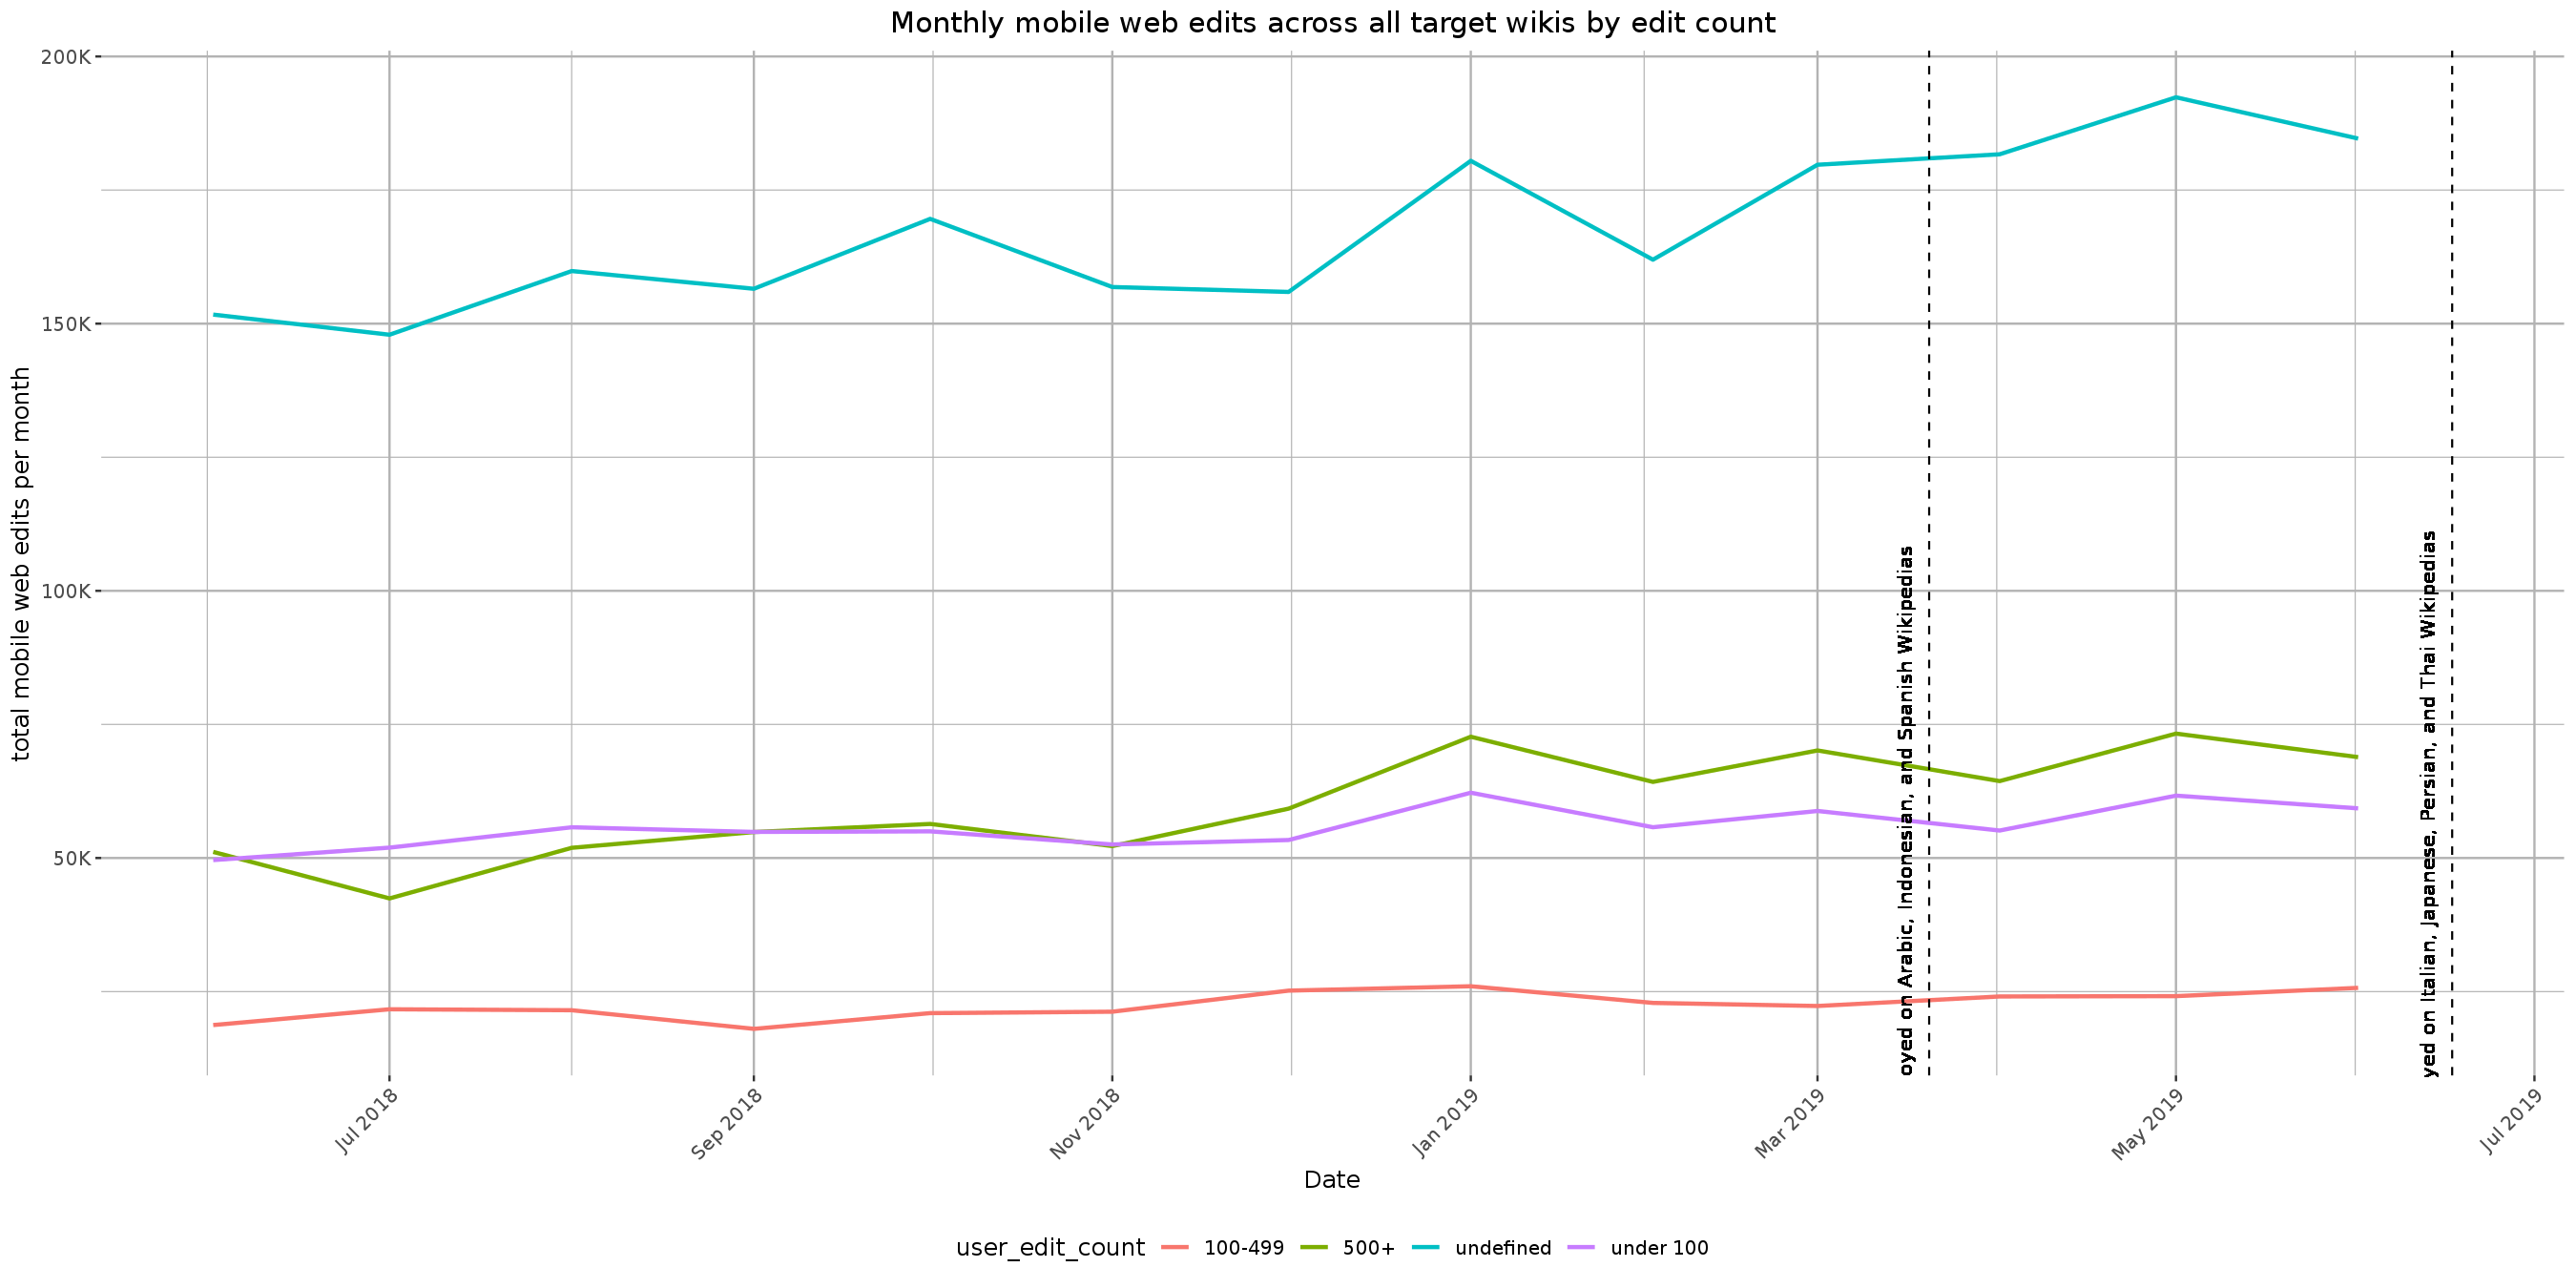 Monthly mobile web edits across all target wikis by edit count
total mobile web edits per month
200K
150K
100K
50K
oyed on Arabic, Indonesian, and Spanish Wikipedias
yed on Italian, Japanese, Persian, and Thai Wikipedias
Jul 2018
Sep 2018
Nov 2018
Jan 2019
Mar 2019
May 2019
Jul 2019
Date
user_edit_count 100-499 500+ undefined under 100